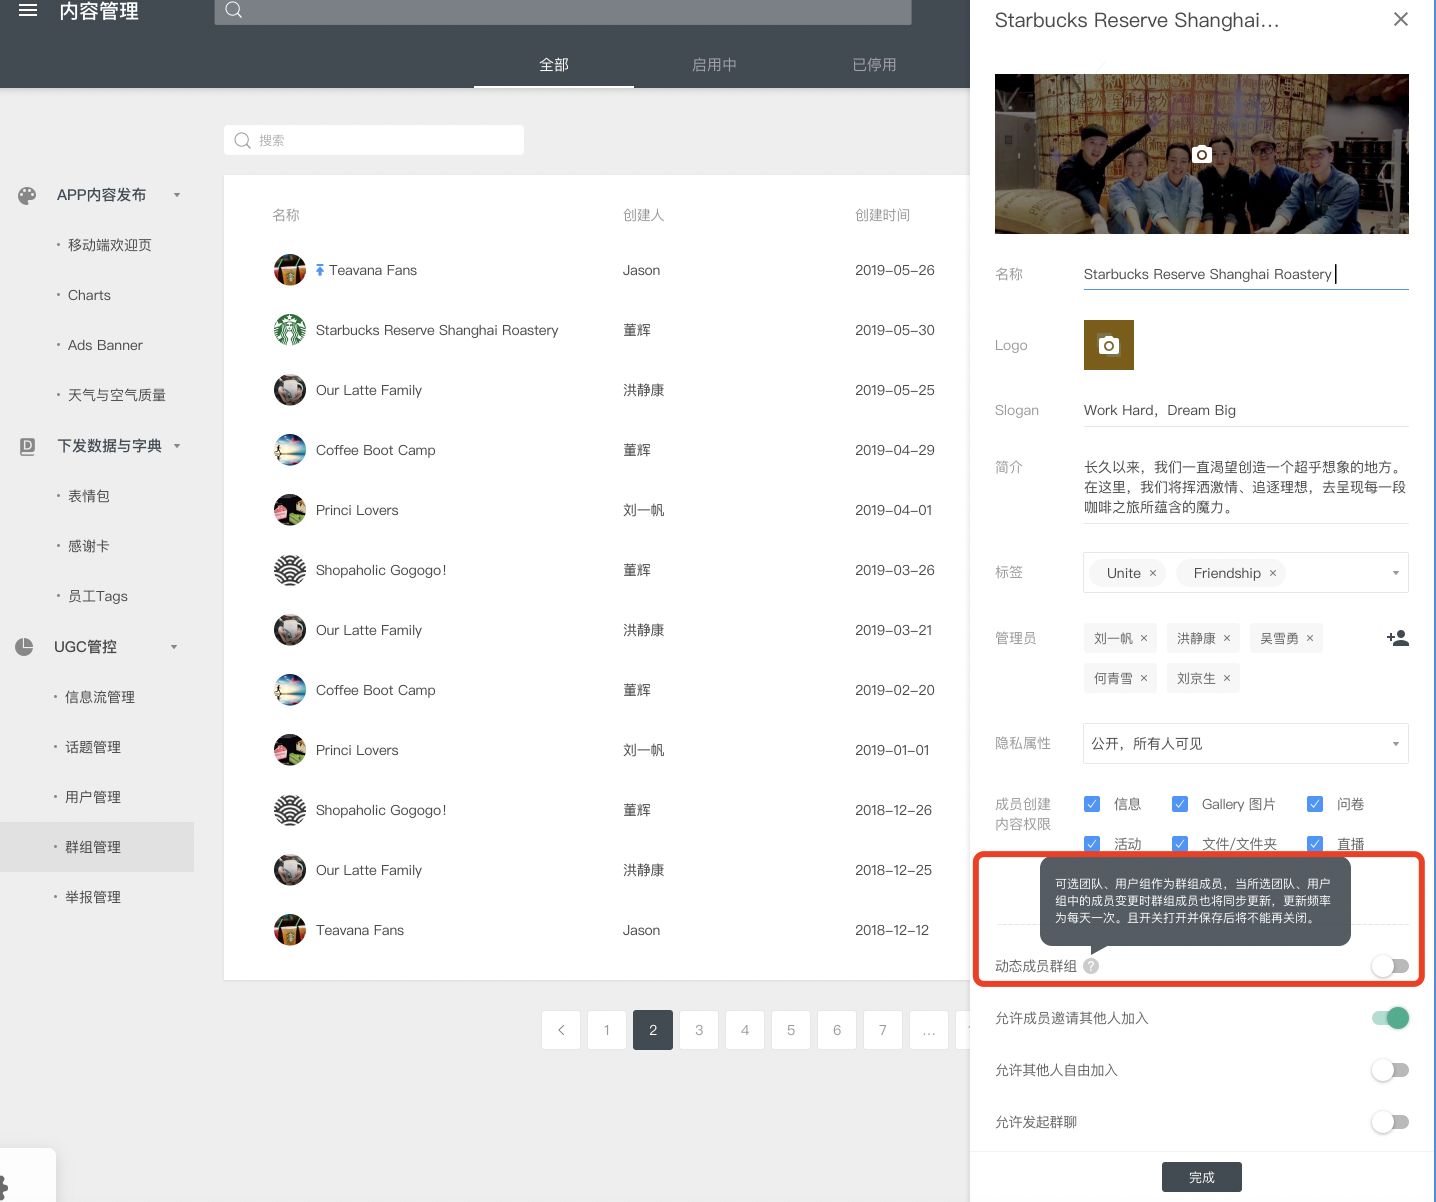 内容管理
全部
启用中
已停用
搜索
APP内容发布
移动端欢迎页
Charts
Ads Banner
天气与空气质量
下发数据与字典
表情包
感谢卡
员工Tags
UGC管控
信息流管理
话题管理
用户管理
群组管理
举报管理
名称 创建人 创建时间
Teavana Fans Jason 2019-05-26
Starbucks Reserve Shanghai Roastery 董辉 2019-05-30
Our Latte Family 洪静康 2019-05-25
Coffee Boot Camp 董辉 2019-04-29
Princi Lovers 刘一帆 2019-04-01
Shopaholic Gogogo! 董辉 2019-03-26
Our Latte Family 洪静康 2019-03-21
Coffee Boot Camp 董辉 2019-02-20
Princi Lovers 刘一帆 2019-01-01
Shopaholic Gogogo! 董辉 2018-12-26
Our Latte Family 洪静康 2018-12-25
Teavana Fans Jason 2018-12-12
< 1 2 3 4 5 6 7 ...
Starbucks Reserve Shanghai...
名称 Starbucks Reserve Shanghai Roastery
Logo
Slogan Work Hard，Dream Big
简介 长久以来，我们一直渴望创造一个超乎想象的地方。
在这里，我们将挥洒激情、追逐理想，去呈现每一段
咖啡之旅所蕴含的魔力。
标签 Unite × Friendship ×
管理员 刘一帆 × 洪静康 × 吴雪勇 ×
何青雪 × 刘京生 ×
隐私属性 公开，所有人可见
成员创建 信息 Gallery 图片 问卷
内容权限
活动 文件/文件夹 直播
可选团队、用户组作为群组成员，当所选团队、用户
组中的成员变更时群组成员也将同步更新，更新频率
为每天一次。且开关打开并保存后将不能再关闭。
动态成员群组 ?
允许成员邀请其他人加入
允许其他人自由加入
允许发起群聊
完成